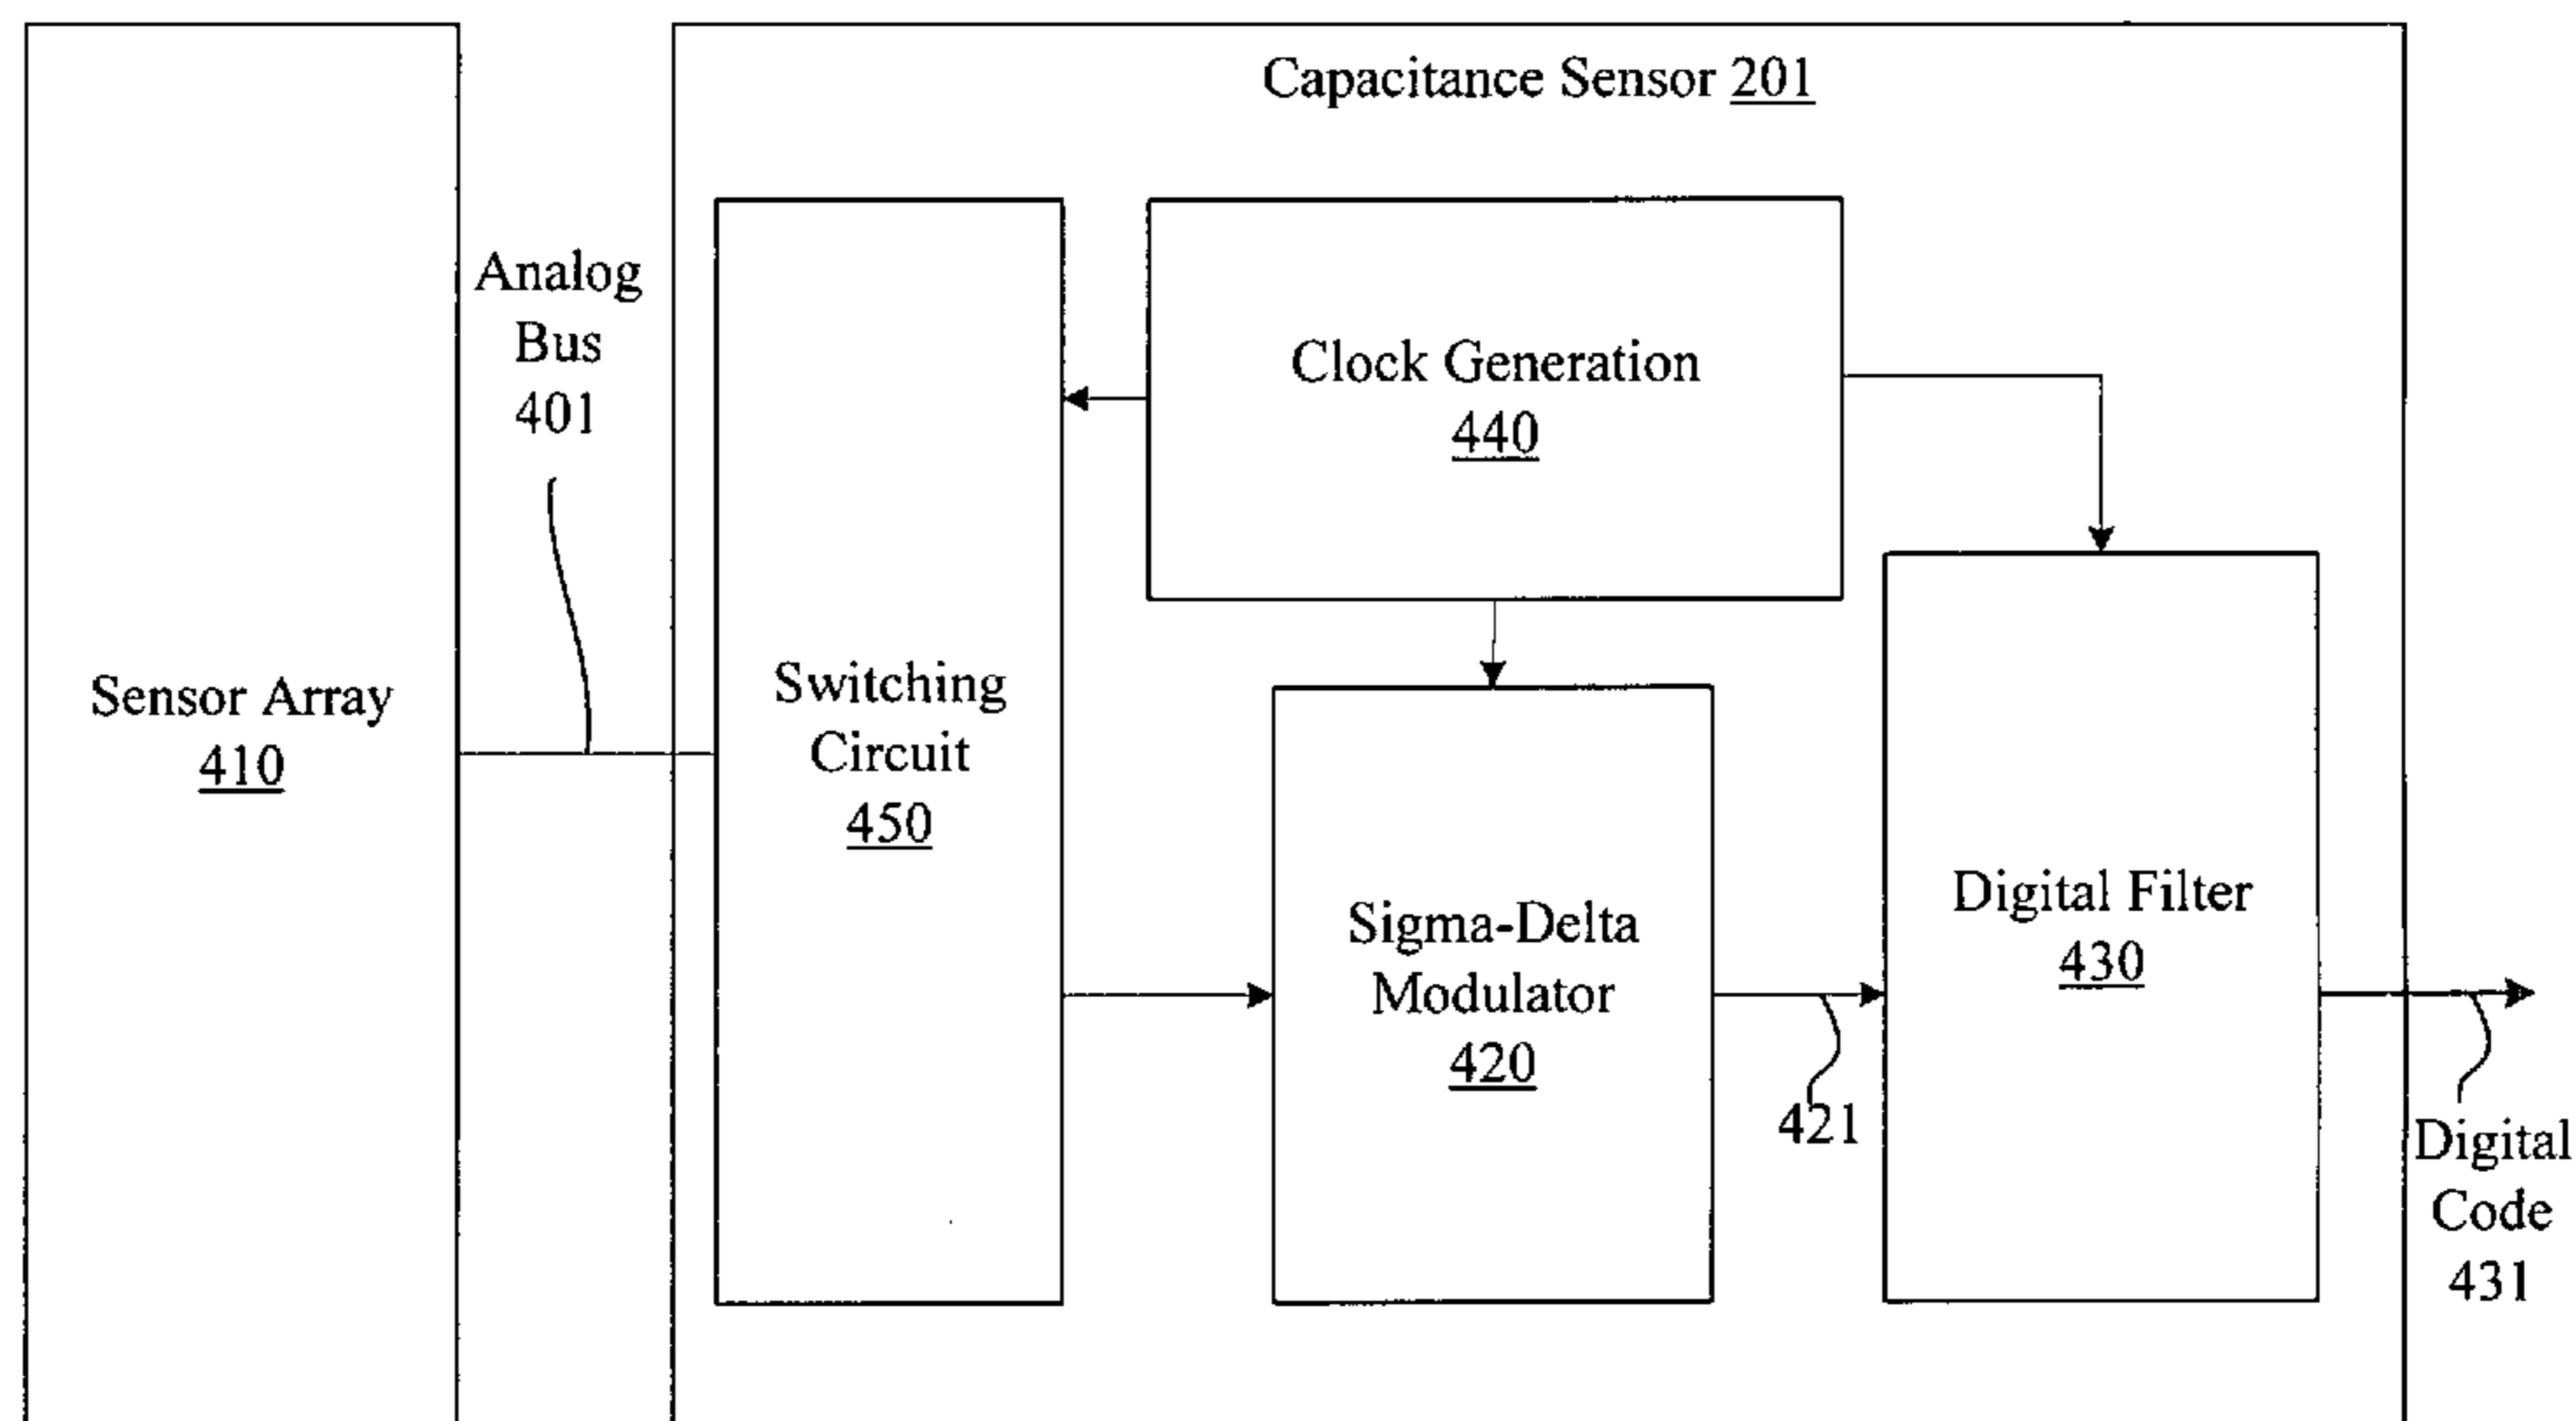 Capacitance Sensor 201
Analog
Bus
401
Clock Generation
440
Sensor Array
410
Switching
Circuit
450
Sigma-Delta
Modulator
420
421
Digital Filter
430
Digital
Code
431